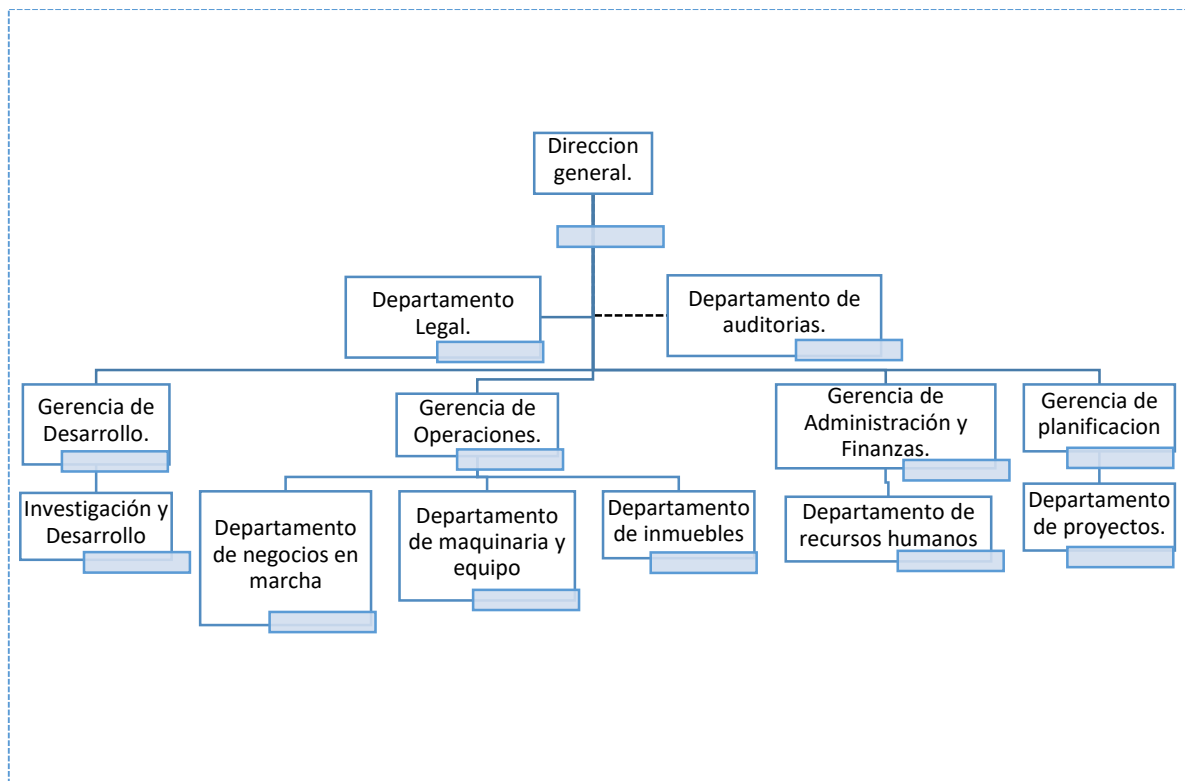 Direccion
general.
Departamento
Legal.
Departamento de
auditorias.
Gerencia de
Desarrollo.
Gerencia de
Operaciones.
Gerencia de
Administración y
Finanzas.
Gerencia de
planificacion
Investigación y
Desarrollo
Departamento
de negocios en
marcha
Departamento
de maquinaria y
equipo
Departamento
de inmuebles
Departamento de
recursos humanos
Departamento
de proyectos.